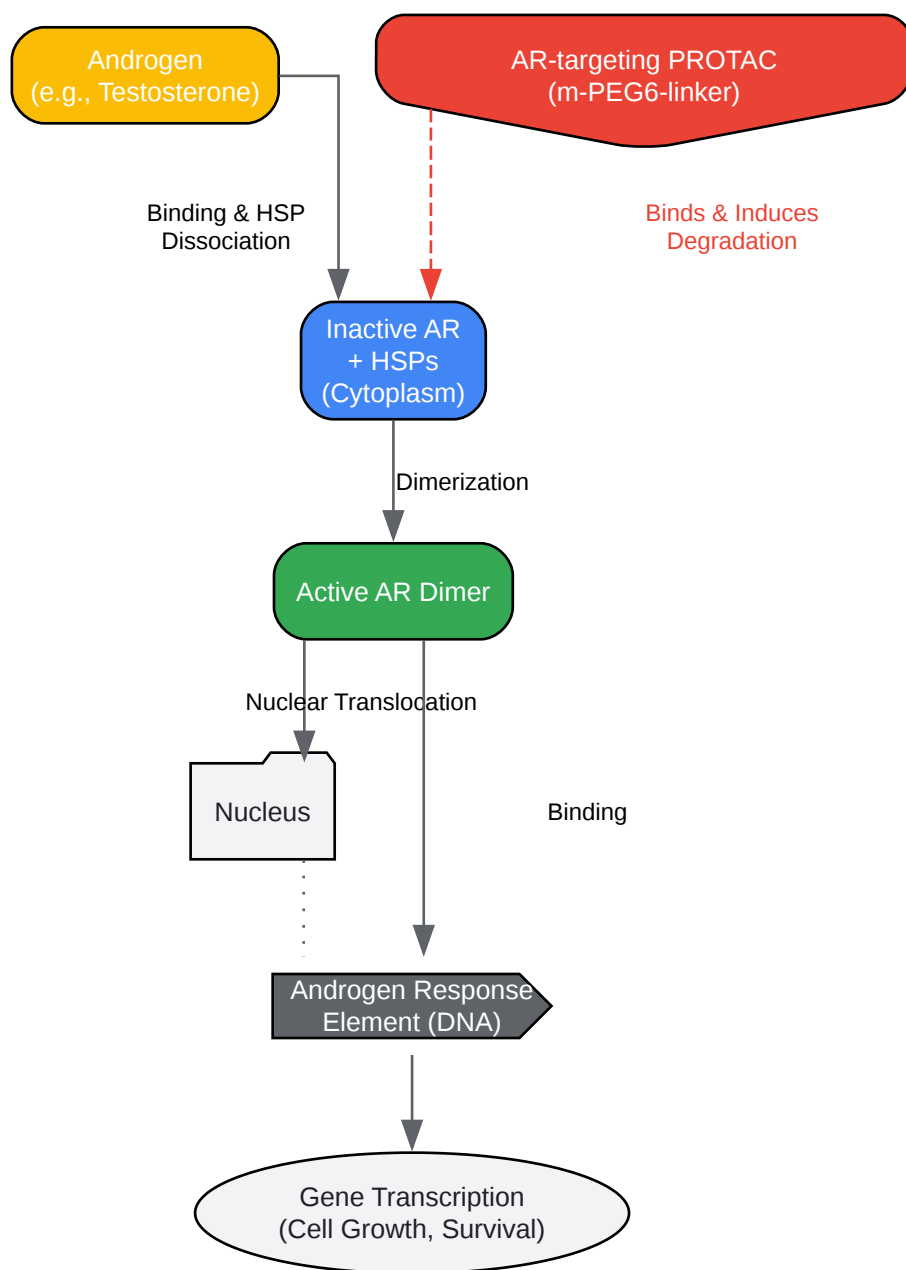 Androgen
(e.g., Testosterone)
AR-targeting PROTAC
(m-PEG6-linker)
Binding & HSP
Dissociation
Binds & Induces
Degradation
Inactive AR
+ HSPs
(Cytoplasm)
Dimerization
Active AR Dimer
Nuclear Translocation
Nucleus
Binding
Androgen Response
Element (DNA)
Gene Transcription
(Cell Growth, Survival)